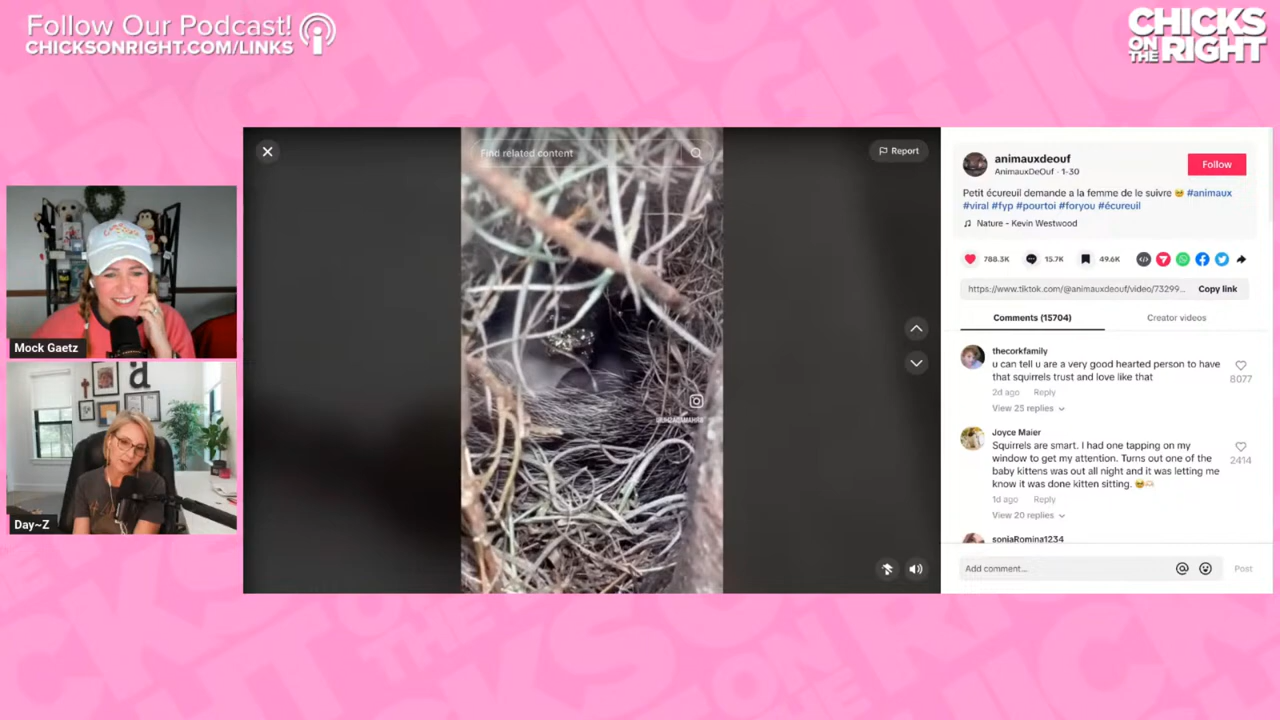 Follow Our Podcast!
CHICKSONRIGHT.COM/LINKS
CHICKS
ON THE RIGHT
Mock Gaetz
a
Day~Z
Find related content
Report
animauxdeouf
AnimauxDeOuf · 1-30
Follow
Petit écureuil demande a la femme de le suivre 🥹 #animaux
#viral #fyp #pourtoi #foryou #écureuil
Nature - Kevin Westwood
788.3K
15.7K
49.6K
https://www.tiktok.com/@animauxdeouf/video/73299...
Copy link
Comments (15704)
Creator videos
thecorkfamily
u can tell u are a very good hearted person to have
that squirrels trust and love like that
8077
2d ago
Reply
View 25 replies
Joyce Maier
Squirrels are smart. I had one tapping on my
window to get my attention. Turns out one of the
baby kittens was out all night and it was letting me
know it was done kitten sitting.
2414
1d ago
Reply
View 20 replies
soniaRomina1234
Add comment...
Post